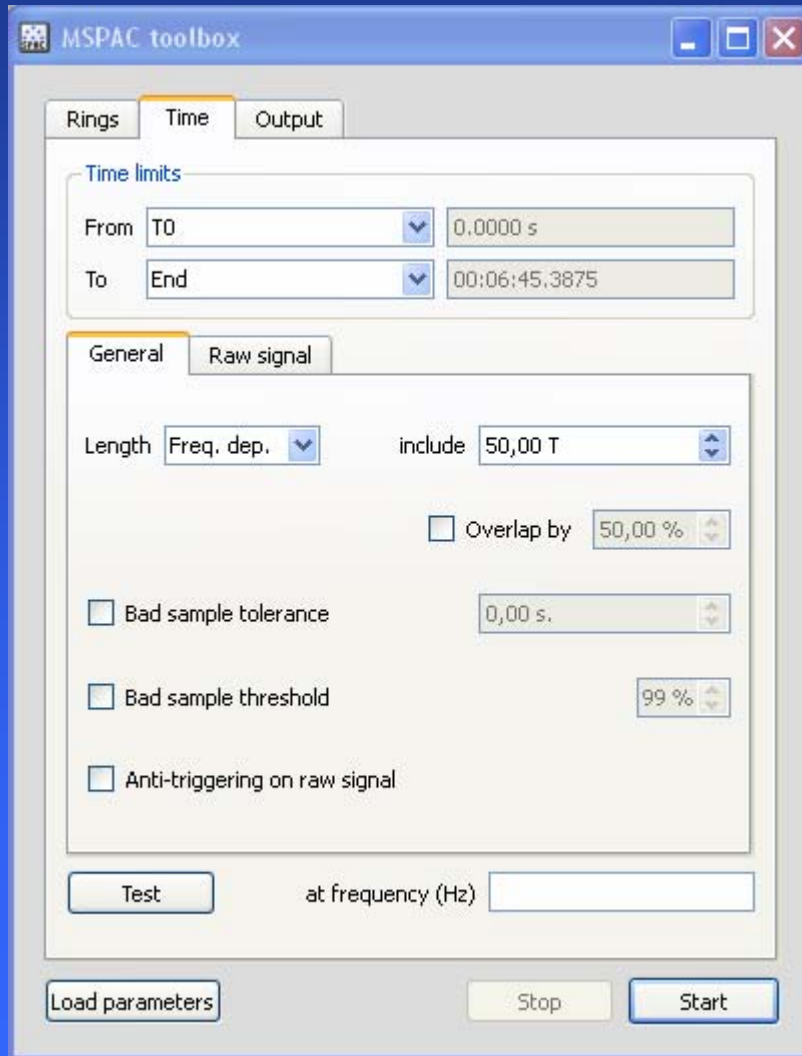 MSPAC toolbox
Rings Time Output
Time limits
From T0 0.0000 s
To End 00:06:45.3875
General Raw signal
Length Freq. dep. include 50,00 T
Overlap by 50,00 %
Bad sample tolerance 0,00 s.
Bad sample threshold 99 %
Anti-triggering on raw signal
Test at frequency (Hz)
Load parameters Stop Start